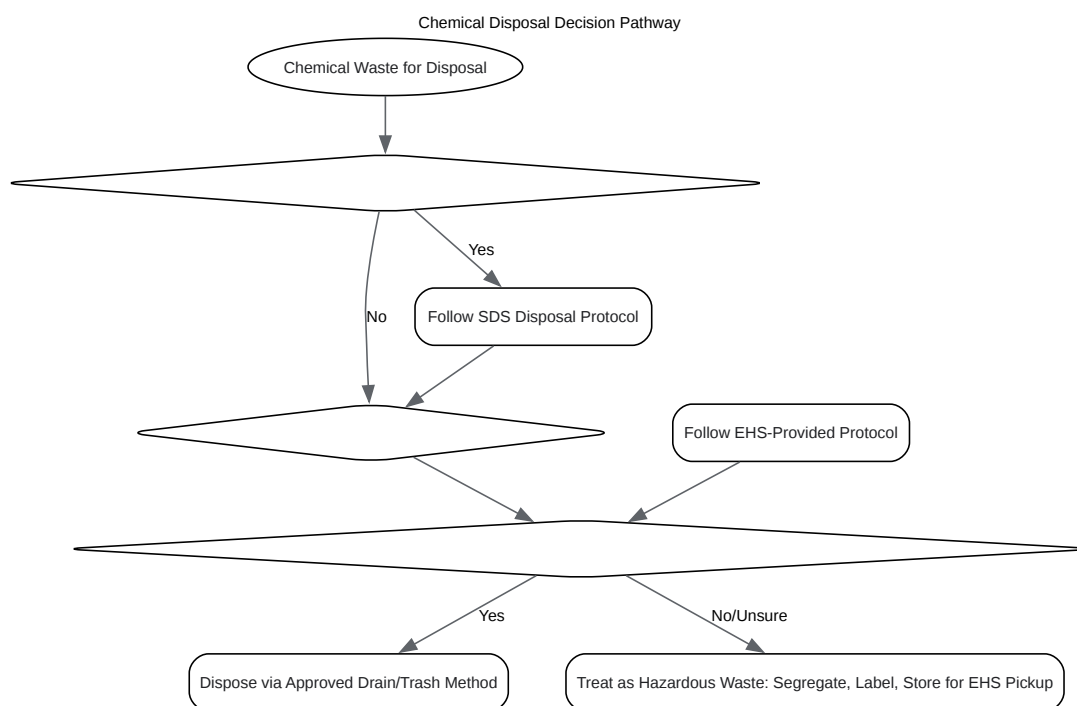 Chemical Disposal Decision Pathway
Chemical Waste for Disposal
Yes
No
Follow SDS Disposal Protocol
Follow EHS-Provided Protocol
Yes
No/Unsure
Dispose via Approved Drain/Trash Method
Treat as Hazardous Waste: Segregate, Label, Store for EHS Pickup